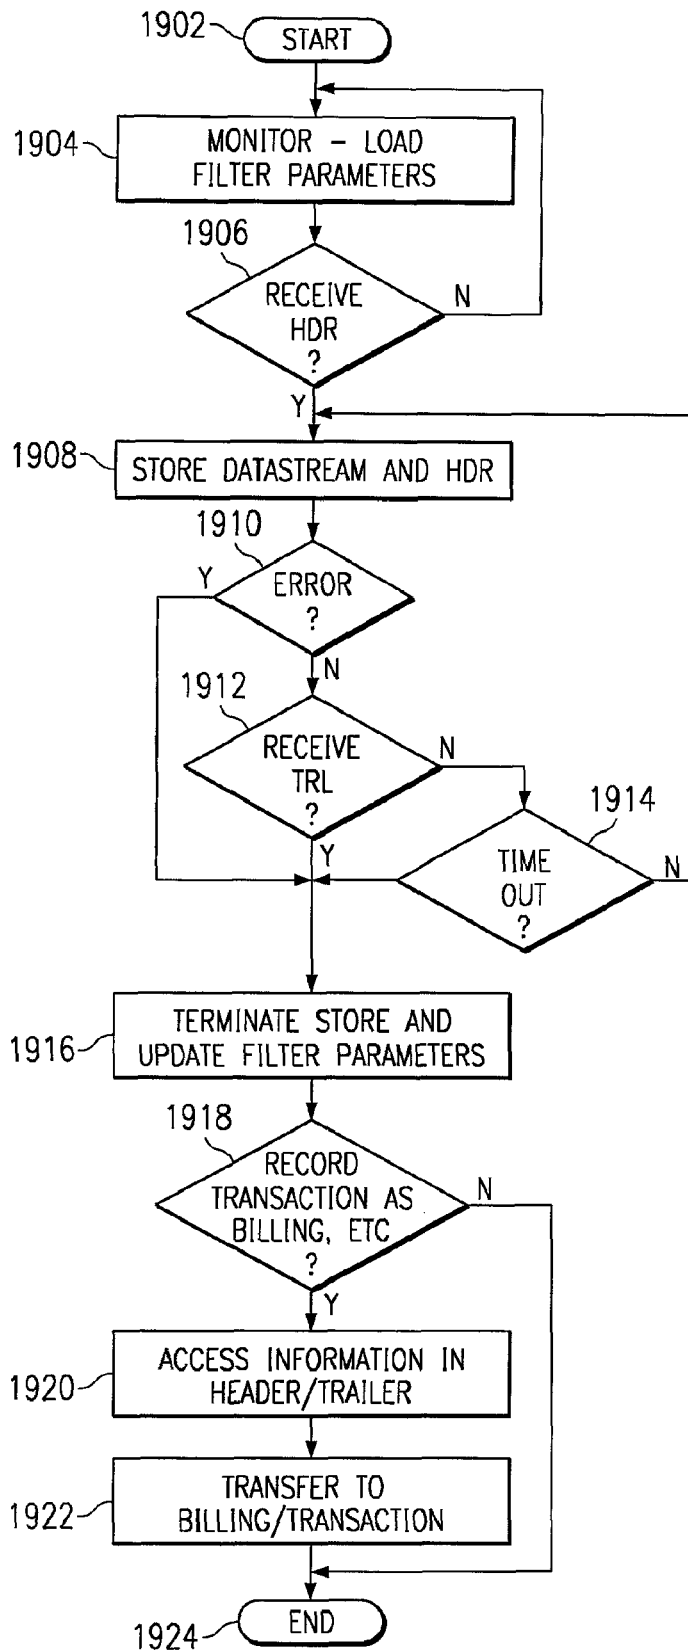 1902
START
1904
MONITOR - LOAD
FILTER PARAMETERS
1906
RECEIVE
HDR
?
N
Y
1908
STORE DATASTREAM AND HDR
1910
Y
ERROR
?
N
1912
RECEIVE
TRL
?
N
Y
1914
TIME
OUT
?
N
1916
TERMINATE STORE AND
UPDATE FILTER PARAMETERS
1918
RECORD
TRANSACTION AS
BILLING, ETC
?
N
Y
1920
ACCESS INFORMATION IN
HEADER/TRAILER
1922
TRANSFER TO
BILLING/TRANSACTION
1924
END